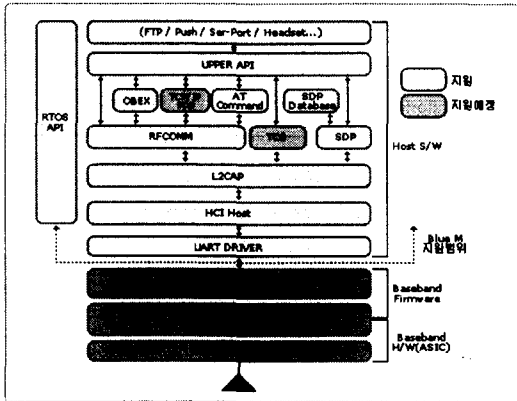 (FTP / Push / Ser-Port / Headset...)
UPPER API
OBEX
AT Command
SDP Database
RTOS API
RFCOMM
TCS
SDP
L2CAP
HCI Host
UART DRIVER
지원
지원예정
Host S/W
Blue M
지원범위
Baseband
Firmware
Baseband
H/W(ASIC)